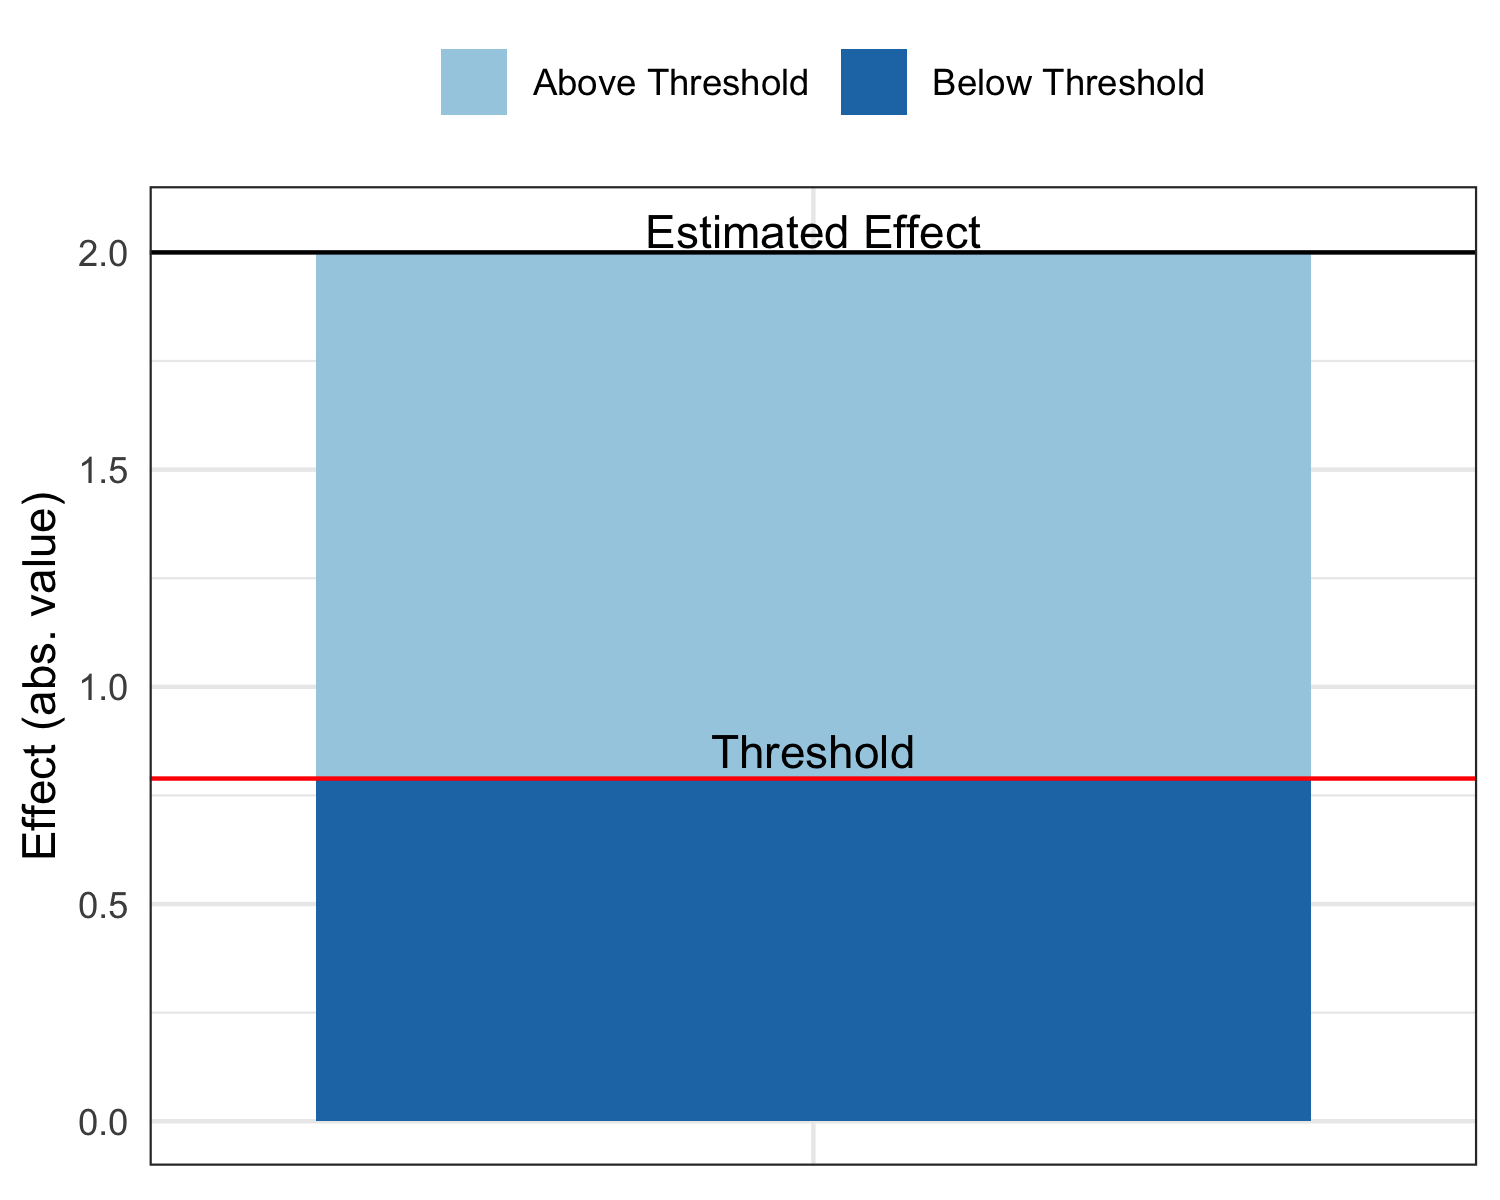 Above Threshold
Below Threshold
Estimated Effect
2.0
1.5
1.0
Threshold
0.5
0.0
Effect (abs. value)